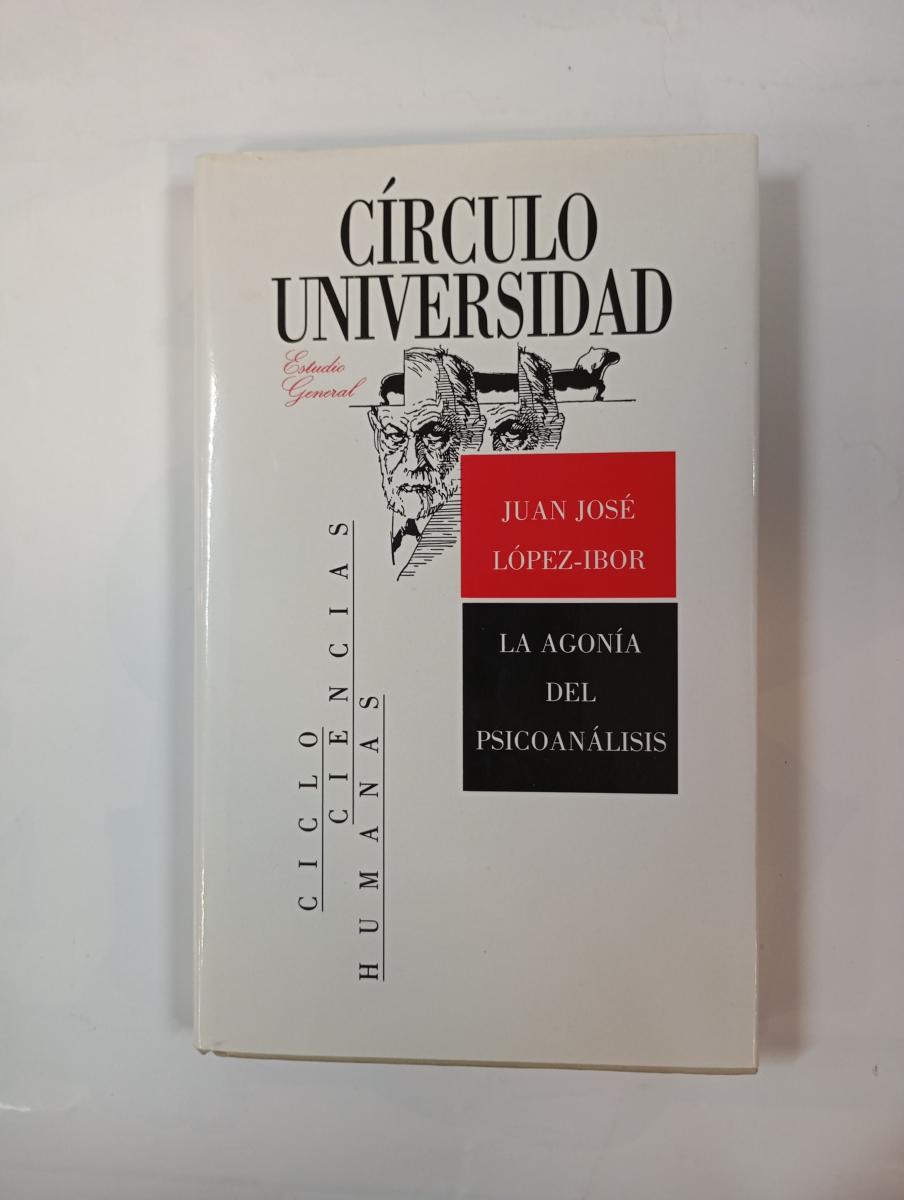 CÍRCULO
UNIVERSIDAD
Estudio
General
JUAN JOSÉ
LÓPEZ-IBOR
LA AGONÍA
DEL
PSICOANÁLISIS
CICLO
CIENCIAS
HUMANAS